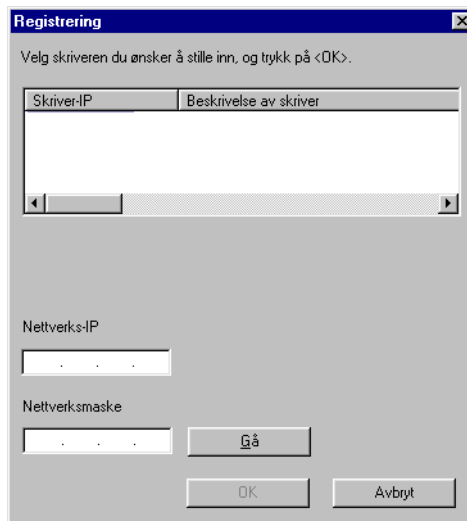 Registrering
Velg skriveren du ønsker å stille inn, og trykk på <OK>.
Skriver-IP Beskrivelse av skriver
Nettverks-IP
. . .
Nettverksmaske
. . . Gå
OK Avbryt